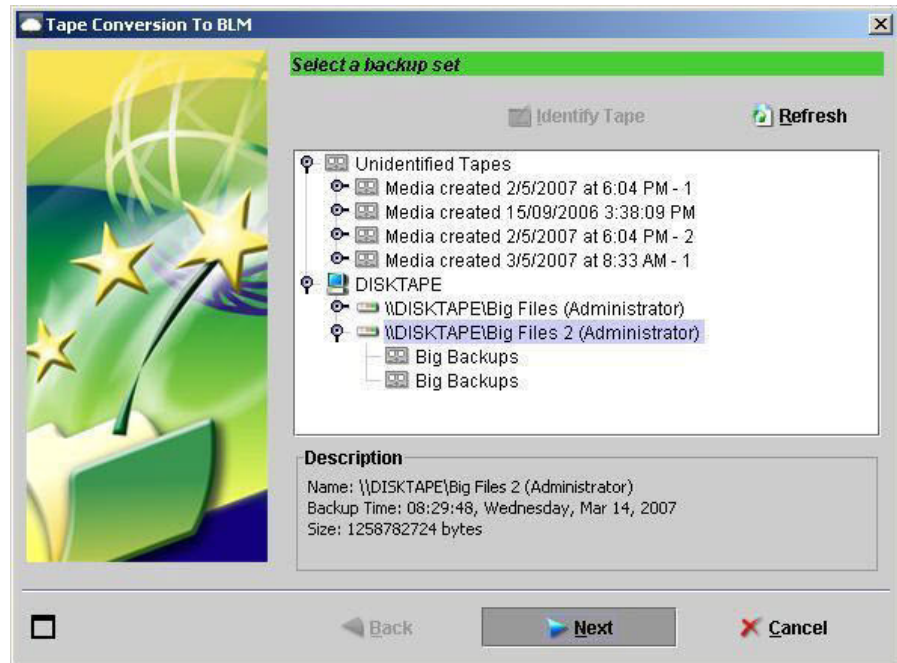 Tape Conversion To BLM
Select a backup set
Identify Tape
Refresh
Unidentified Tapes
Media created 2/5/2007 at 6:04 PM - 1
Media created 15/09/2006 3:38:09 PM
Media created 2/5/2007 at 6:04 PM - 2
Media created 3/5/2007 at 8:33 AM - 1
DISKTAPE
\\DISKTAPE\Big Files (Administrator)
\\DISKTAPE\Big Files 2 (Administrator)
Big Backups
Big Backups
Description
Name: \\DISKTAPE\Big Files 2 (Administrator)
Backup Time: 08:29:48, Wednesday, Mar 14, 2007
Size: 1258782724 bytes
Back
Next
Cancel